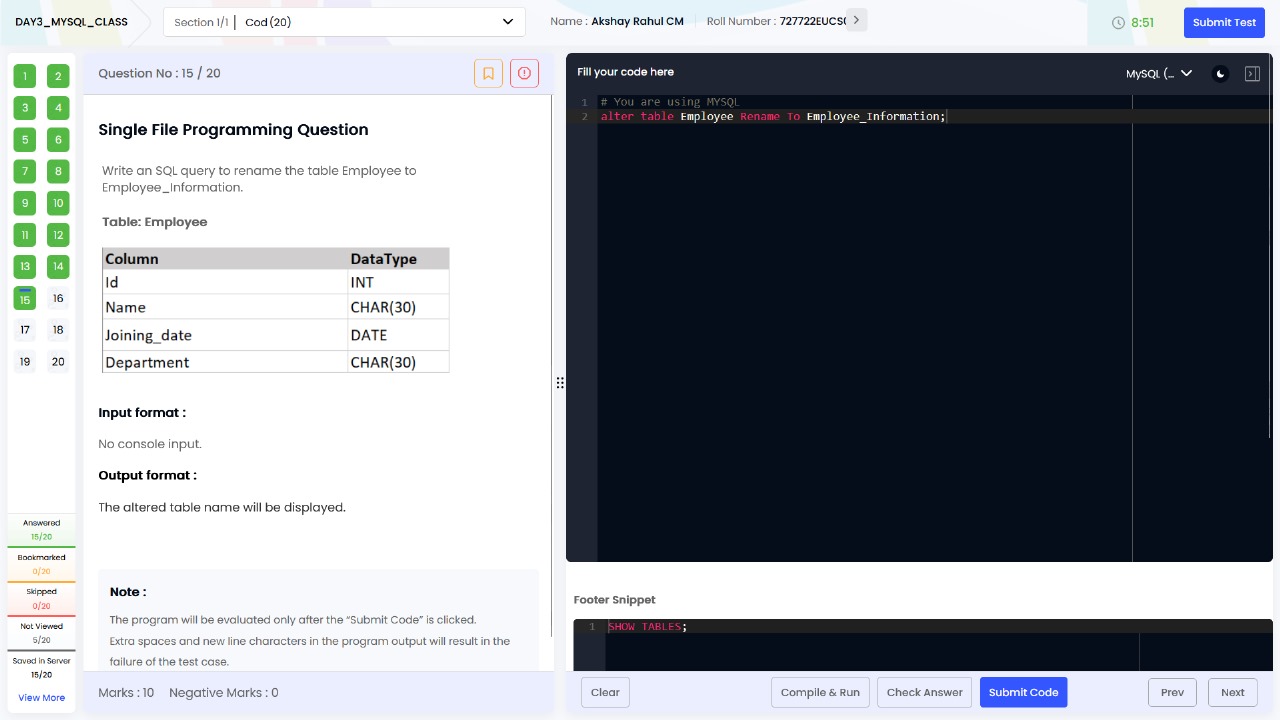 DAY3_MYSQL_CLASS
Section 1/1 | Cod (20)
Name : Akshay Rahul CM
Roll Number : 727722EUCS
8:51
Submit Test
1 2
3 4
5 6
7 8
9 10
11 12
13 14
15 16
17 18
19 20
Answered
15/20
Bookmarked
0/20
Skipped
0/20
Not Viewed
5/20
Saved in Server
15/20
View More
Question No : 15 / 20
Single File Programming Question
Write an SQL query to rename the table Employee to
Employee_Information.
Table: Employee
Column DataType
Id INT
Name CHAR(30)
Joining_date DATE
Department CHAR(30)
Input format :
No console input.
Output format :
The altered table name will be displayed.
Note :
The program will be evaluated only after the “Submit Code” is clicked.
Extra spaces and new line characters in the program output will result in the
failure of the test case.
Marks : 10 Negative Marks : 0
Fill your code here
MySQL (...
1 # You are using MYSQL
2 alter table Employee Rename To Employee_Information;
Footer Snippet
1 SHOW TABLES;
Clear
Compile & Run
Check Answer
Submit Code
Prev
Next